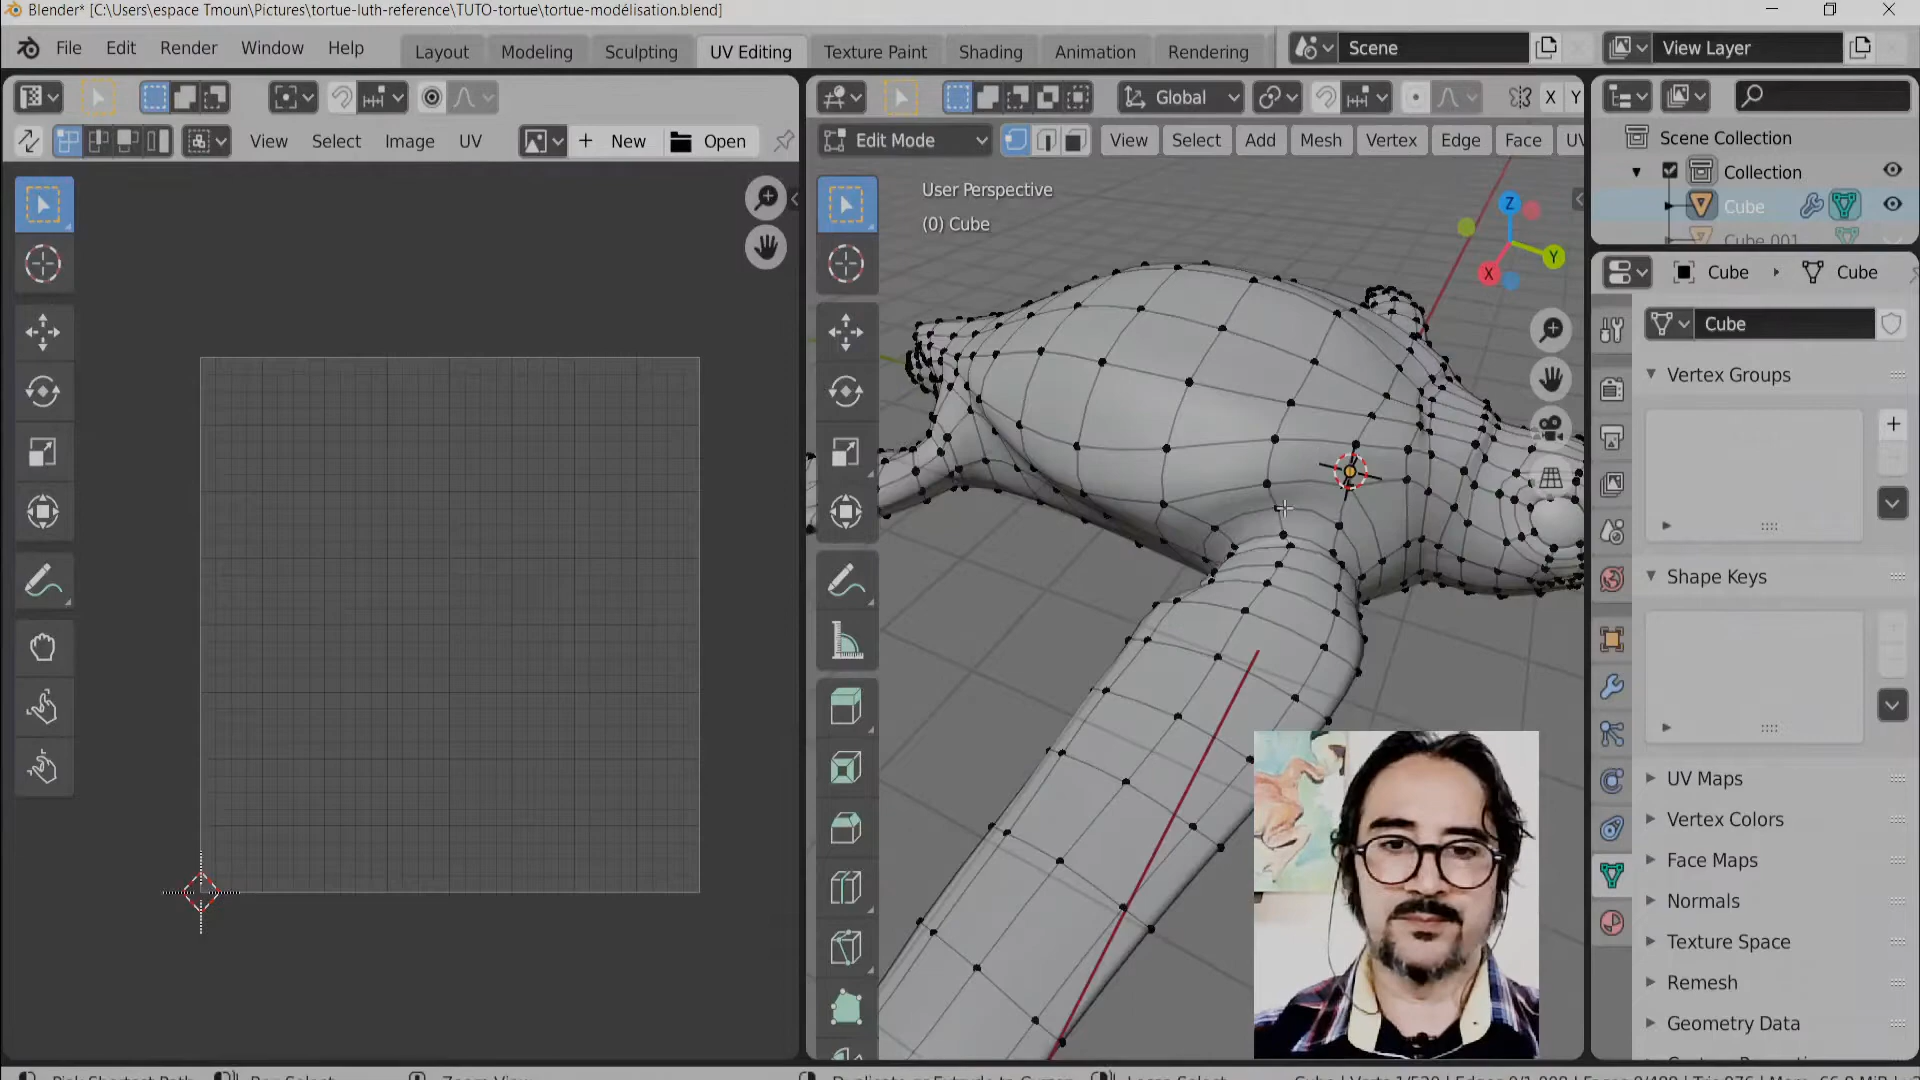 Blender* [C:\Users\espace Tmoun\Pictures\tortue-luth-reference\TUTO-tortue\tortue-modélisation.blend]
File Edit Render Window Help Layout Modeling Sculpting UV Editing Texture Paint Shading Animation Rendering Scene View Layer
Global X Y
View Select Image UV New Open Edit Mode View Select Add Mesh Vertex Edge Face UV
User Perspective
(0) Cube
Z
Y
X
Scene Collection
Collection
Cube
Cube.001
Cube Cube
Cube
Vertex Groups
Shape Keys
UV Maps
Vertex Colors
Face Maps
Normals
Texture Space
Remesh
Geometry Data